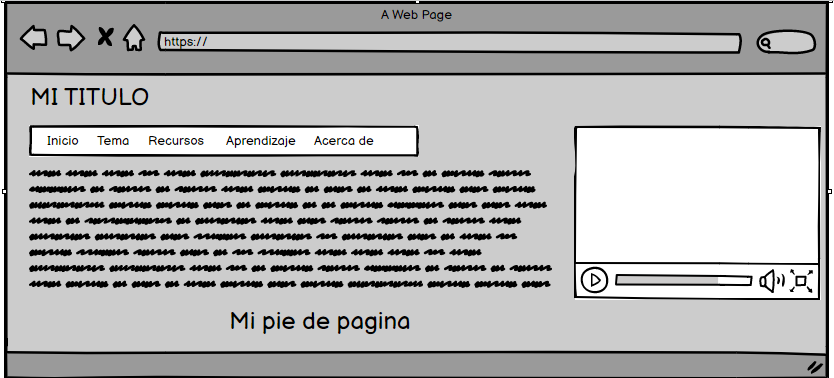 A Web Page
https://
MI TITULO
Inicio Tema Recursos Aprendizaje Acerca de
Mi pie de pagina